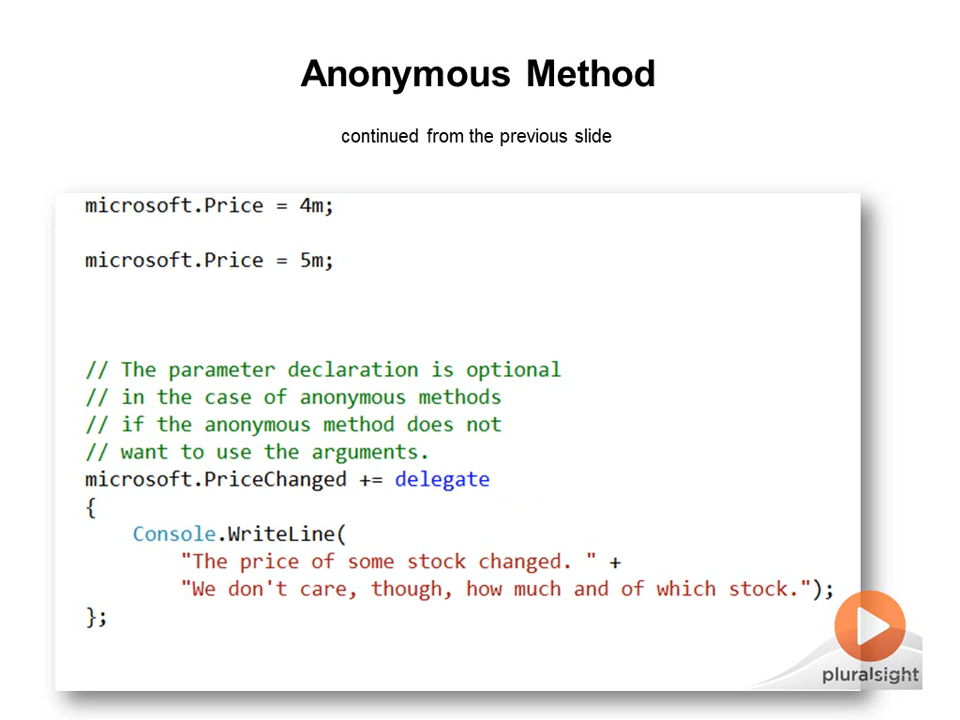 Anonymous Method
continued from the previous slide
microsoft.Price = 4m;
microsoft.Price = 5m;
// The parameter declaration is optional
// in the case of anonymous methods
// if the anonymous method does not
// want to use the arguments.
microsoft.PriceChanged += delegate
{
    Console.WriteLine(
        "The price of some stock changed. " +
        "We don't care, though, how much and of which stock.");
};
pluralsight